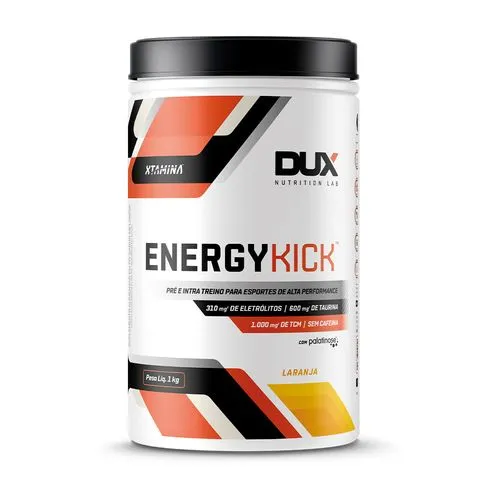 XTAMINA
DUX
NUTRITION LAB
ENERGYKICK™
PRÉ E INTRA TREINO PARA ESPORTES DE ALTA PERFORMANCE
310 mg* DE ELETRÓLITOS | 600 mg* DE TAURINA
1.000 mg* DE TCM | SEM CAFEÍNA
COM palatinose
LARANJA
Peso Líq. 1 kg